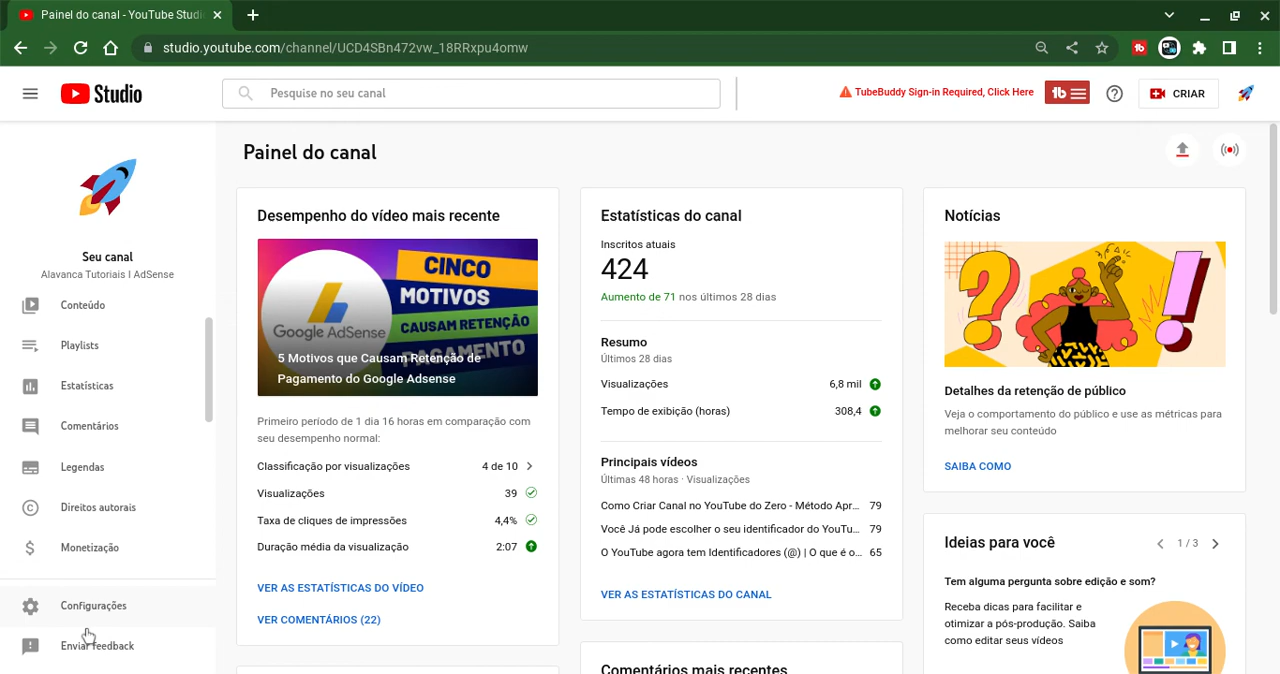 Painel do canal - YouTube Studi
studio.youtube.com/channel/UCD4SBn472vw_18RRxpu4omw
Studio
Pesquise no seu canal
TubeBuddy Sign-in Required, Click Here
tb
CRIAR
Seu canal
Alavanca Tutoriais I AdSense
Conteúdo
Playlists
Estatísticas
Comentários
Legendas
Direitos autorais
Monetização
Configurações
Enviar feedback
Painel do canal
Desempenho do vídeo mais recente
Google AdSense
CINCO
MOTIVOS
CAUSAM RETENÇÃO
PAGAMENTO
5 Motivos que Causam Retenção de
Pagamento do Google Adsense
Primeiro período de 1 dia 16 horas em comparação com
seu desempenho normal:
Classificação por visualizações 4 de 10
Visualizações 39
Taxa de cliques de impressões 4,4%
Duração média da visualização 2:07
VER AS ESTATÍSTICAS DO VÍDEO
VER COMENTÁRIOS (22)
Estatísticas do canal
Inscritos atuais
424
Aumento de 71 nos últimos 28 dias
Resumo
Últimos 28 dias
Visualizações 6,8 mil
Tempo de exibição (horas) 308,4
Principais vídeos
Últimas 48 horas · Visualizações
Como Criar Canal no YouTube do Zero - Método Apr... 79
Você Já pode escolher o seu identificador do YouTu... 79
O YouTube agora tem Identificadores (@) | O que é o... 65
VER AS ESTATÍSTICAS DO CANAL
Comentários mais recentes
Notícias
Detalhes da retenção de público
Veja o comportamento do público e use as métricas para
melhorar seu conteúdo
SAIBA COMO
Ideias para você 1 / 3
Tem alguma pergunta sobre edição e som?
Receba dicas para facilitar e
otimizar a produção. Saiba
como editar seus vídeos